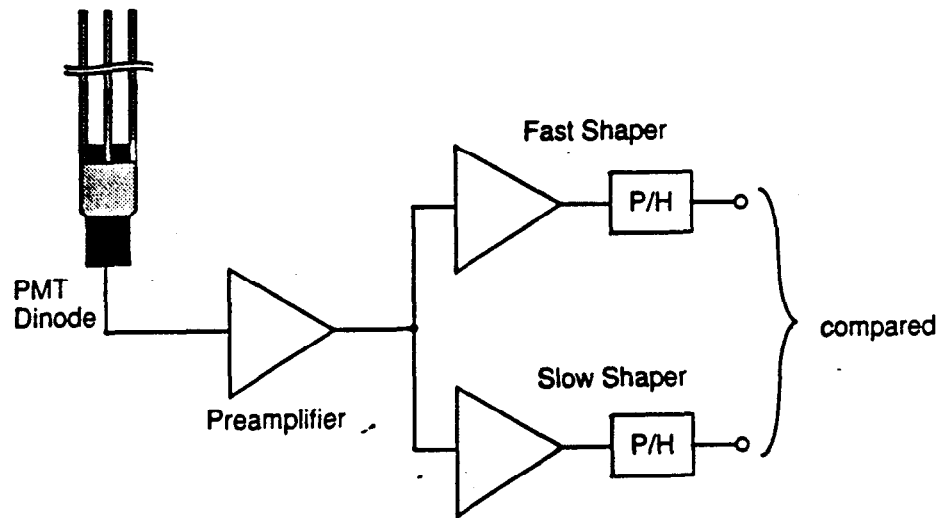 Fast Shaper
P/H
PMT
Dinode
compared
Preamplifier
Slow Shaper
P/H